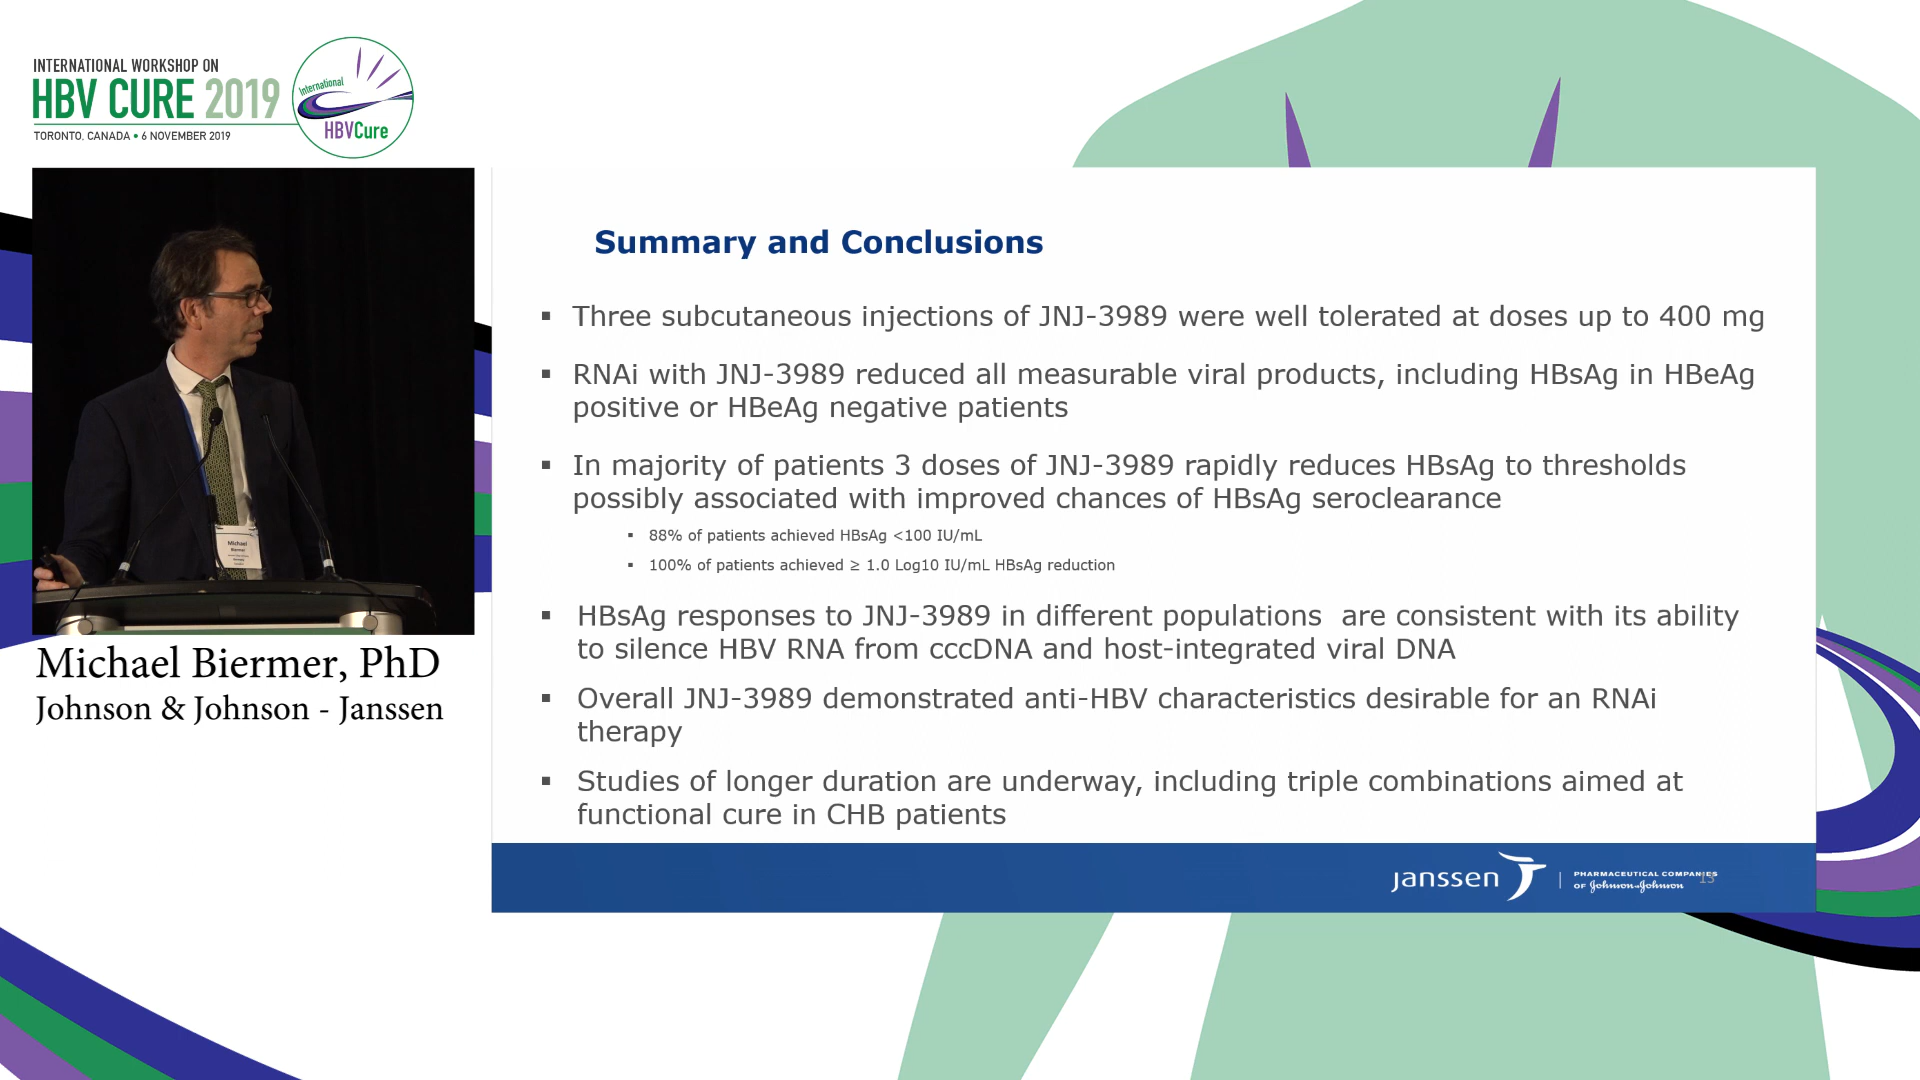 INTERNATIONAL WORKSHOP ON
HBV CURE 2019
TORONTO, CANADA • 6 NOVEMBER 2019
International
HBVCure
Michael
Biermer
Michael Biermer, PhD
Johnson & Johnson - Janssen
Summary and Conclusions
▪ Three subcutaneous injections of JNJ-3989 were well tolerated at doses up to 400 mg
▪ RNAi with JNJ-3989 reduced all measurable viral products, including HBsAg in HBeAg
positive or HBeAg negative patients
▪ In majority of patients 3 doses of JNJ-3989 rapidly reduces HBsAg to thresholds
possibly associated with improved chances of HBsAg seroclearance
▪ 88% of patients achieved HBsAg <100 IU/mL
▪ 100% of patients achieved ≥ 1.0 Log10 IU/mL HBsAg reduction
▪ HBsAg responses to JNJ-3989 in different populations are consistent with its ability
to silence HBV RNA from cccDNA and host-integrated viral DNA
▪ Overall JNJ-3989 demonstrated anti-HBV characteristics desirable for an RNAi
therapy
▪ Studies of longer duration are underway, including triple combinations aimed at
functional cure in CHB patients
janssen
PHARMACEUTICAL COMPANIES
OF Johnson & Johnson
13